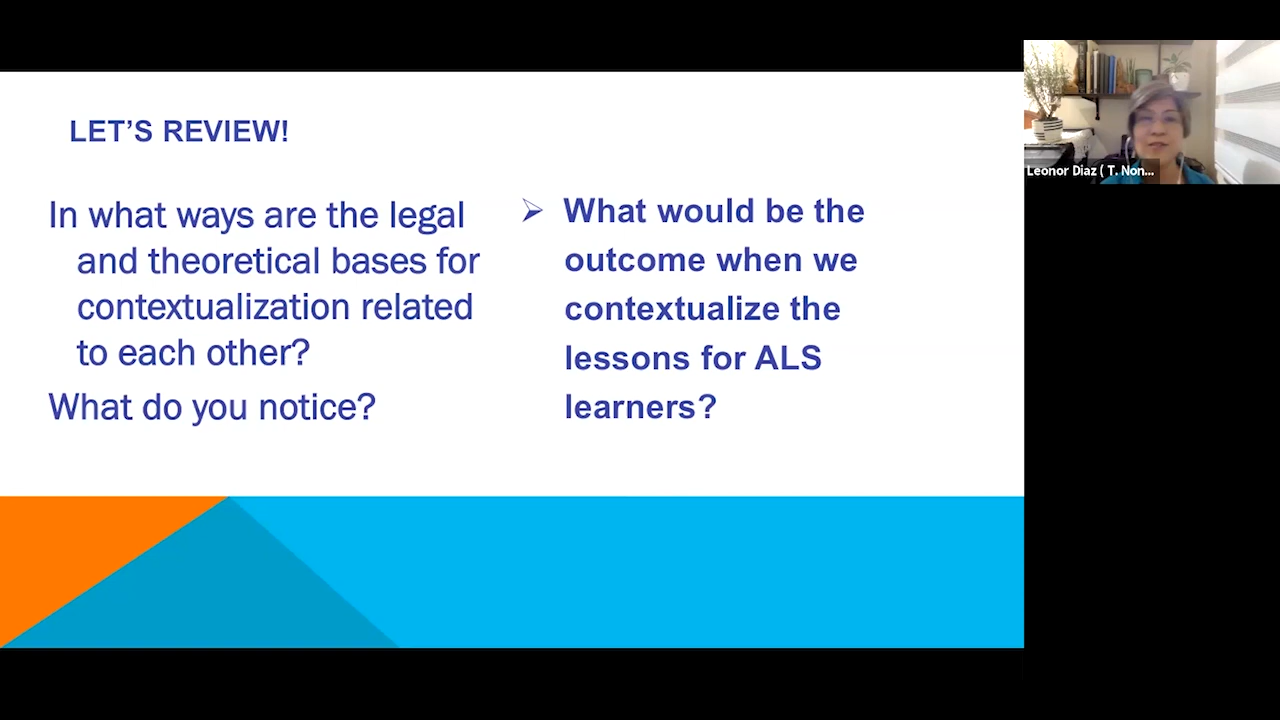 LET'S REVIEW!
In what ways are the legal
and theoretical bases for
contextualization related
to each other?
What do you notice?
What would be the
outcome when we
contextualize the
lessons for ALS
learners?
Leonor Diaz ( T. Non...